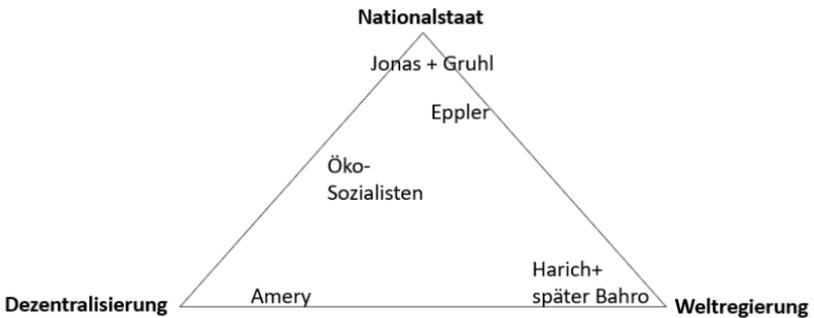 Nationalstaat
Jonas + Gruhl
Eppler
Öko-
Sozialisten
Harich+
später Bahro
Amery
Dezentralisierung
Weltregierung